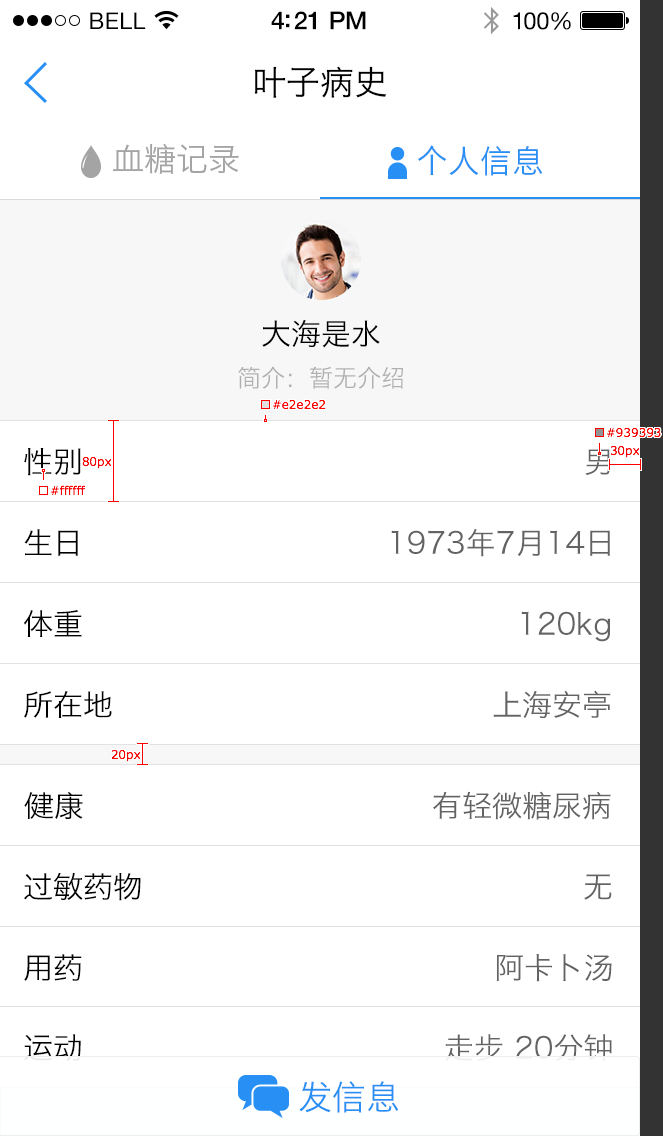 BELL 4:21 PM 100%
叶子病史
血糖记录 个人信息
大海是水
简介：暂无介绍
#e2e2e2
#939393
性别 80px 男 30px
#ffffff
生日 1973年7月14日
体重 120kg
所在地 上海安亭
20px
健康 有轻微糖尿病
过敏药物 无
用药 阿卡卜汤
运动 走步 20分钟
发信息